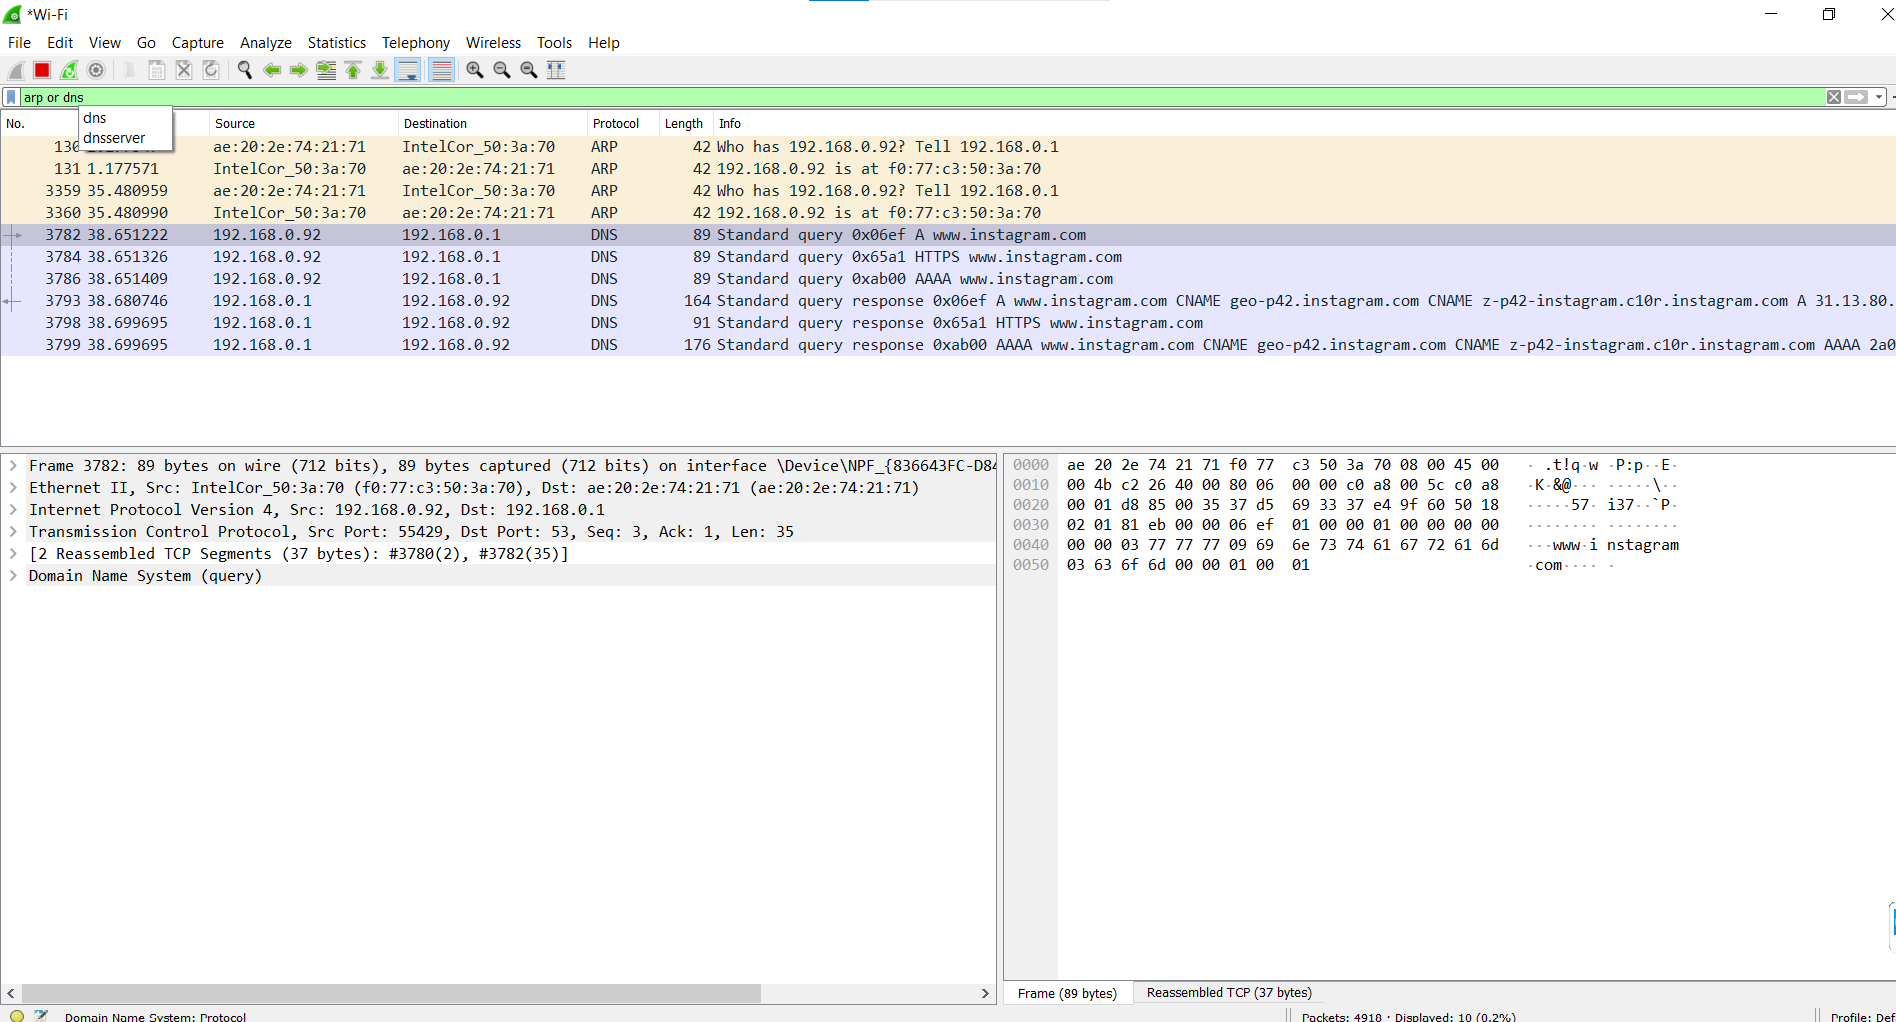 *Wi-Fi
File Edit View Go Capture Analyze Statistics Telephony Wireless Tools Help
arp or dns
dns
dnsserver
No. Source Destination Protocol Length Info
130 ae:20:2e:74:21:71 IntelCor_50:3a:70 ARP 42 Who has 192.168.0.92? Tell 192.168.0.1
131 1.177571 IntelCor_50:3a:70 ae:20:2e:74:21:71 ARP 42 192.168.0.92 is at f0:77:c3:50:3a:70
3359 35.480959 ae:20:2e:74:21:71 IntelCor_50:3a:70 ARP 42 Who has 192.168.0.92? Tell 192.168.0.1
3360 35.480990 IntelCor_50:3a:70 ae:20:2e:74:21:71 ARP 42 192.168.0.92 is at f0:77:c3:50:3a:70
3782 38.651222 192.168.0.92 192.168.0.1 DNS 89 Standard query 0x06ef A www.instagram.com
3784 38.651326 192.168.0.92 192.168.0.1 DNS 89 Standard query 0x65a1 HTTPS www.instagram.com
3786 38.651409 192.168.0.92 192.168.0.1 DNS 89 Standard query 0xab00 AAAA www.instagram.com
3793 38.680746 192.168.0.1 192.168.0.92 DNS 164 Standard query response 0x06ef A www.instagram.com CNAME geo-p42.instagram.com CNAME z-p42-instagram.c10r.instagram.com A 31.13.80.
3798 38.699695 192.168.0.1 192.168.0.92 DNS 91 Standard query response 0x65a1 HTTPS www.instagram.com
3799 38.699695 192.168.0.1 192.168.0.92 DNS 176 Standard query response 0xab00 AAAA www.instagram.com CNAME geo-p42.instagram.com CNAME z-p42-instagram.c10r.instagram.com AAAA 2a0
Frame 3782: 89 bytes on wire (712 bits), 89 bytes captured (712 bits) on interface \Device\NPF_{836643FC-D84
Ethernet II, Src: IntelCor_50:3a:70 (f0:77:c3:50:3a:70), Dst: ae:20:2e:74:21:71 (ae:20:2e:74:21:71)
Internet Protocol Version 4, Src: 192.168.0.92, Dst: 192.168.0.1
Transmission Control Protocol, Src Port: 55429, Dst Port: 53, Seq: 3, Ack: 1, Len: 35
[2 Reassembled TCP Segments (37 bytes): #3780(2), #3782(35)]
Domain Name System (query)
0000 ae 20 2e 74 21 71 f0 77 c3 50 3a 70 08 00 45 00 · .t!q·w ·P:p··E·
0010 00 4b c2 26 40 00 80 06 00 00 c0 a8 00 5c c0 a8 ·K·&@··· ·····\··
0020 00 01 d8 85 00 35 37 d5 69 33 37 e4 9f 60 50 18 ·····57· i37··`P·
0030 02 01 81 eb 00 00 06 ef 01 00 00 01 00 00 00 00 ········ ········
0040 00 00 03 77 77 77 09 69 6e 73 74 61 67 72 61 6d ···www·i nstagram
0050 03 63 6f 6d 00 00 01 00 01 ·com···· ·
Frame (89 bytes) Reassembled TCP (37 bytes)
Domain Name System: Protocol Packets: 4918 · Displayed: 10 (0.2%) Profile: Def